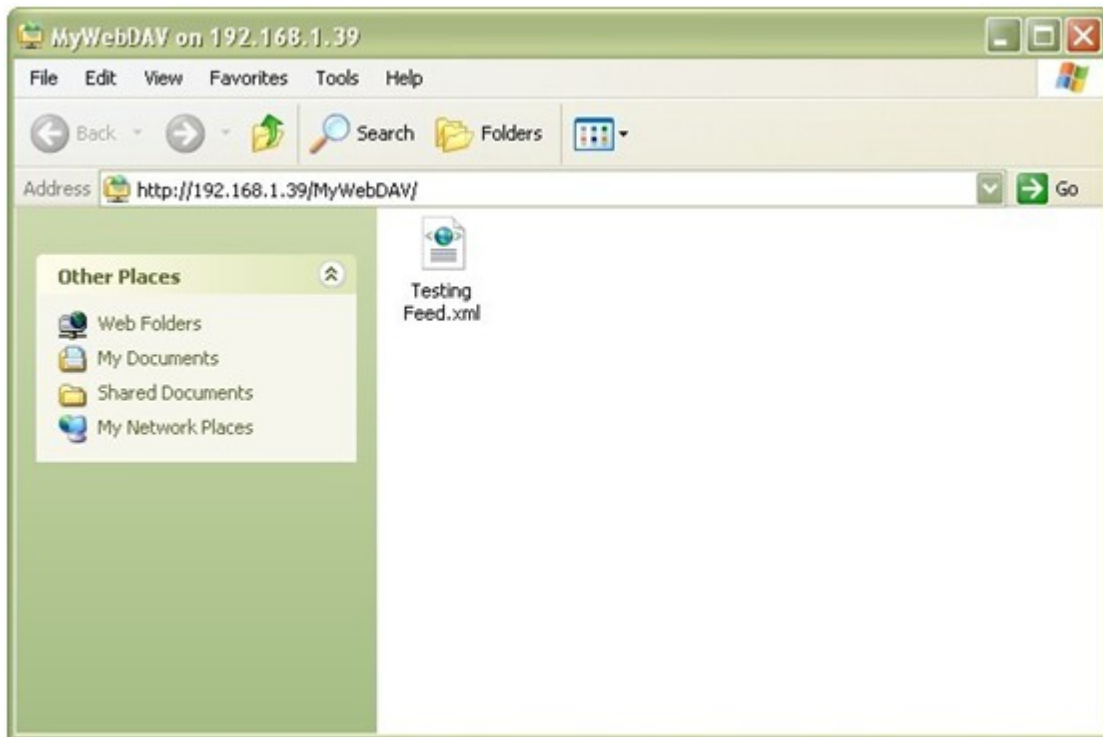 MyWebDAV on 192.168.1.39
File Edit View Favorites Tools Help
Back Search Folders
Address http://192.168.1.39/MyWebDAV/ Go
Other Places
Web Folders
My Documents
Shared Documents
My Network Places
Testing
Feed.xml